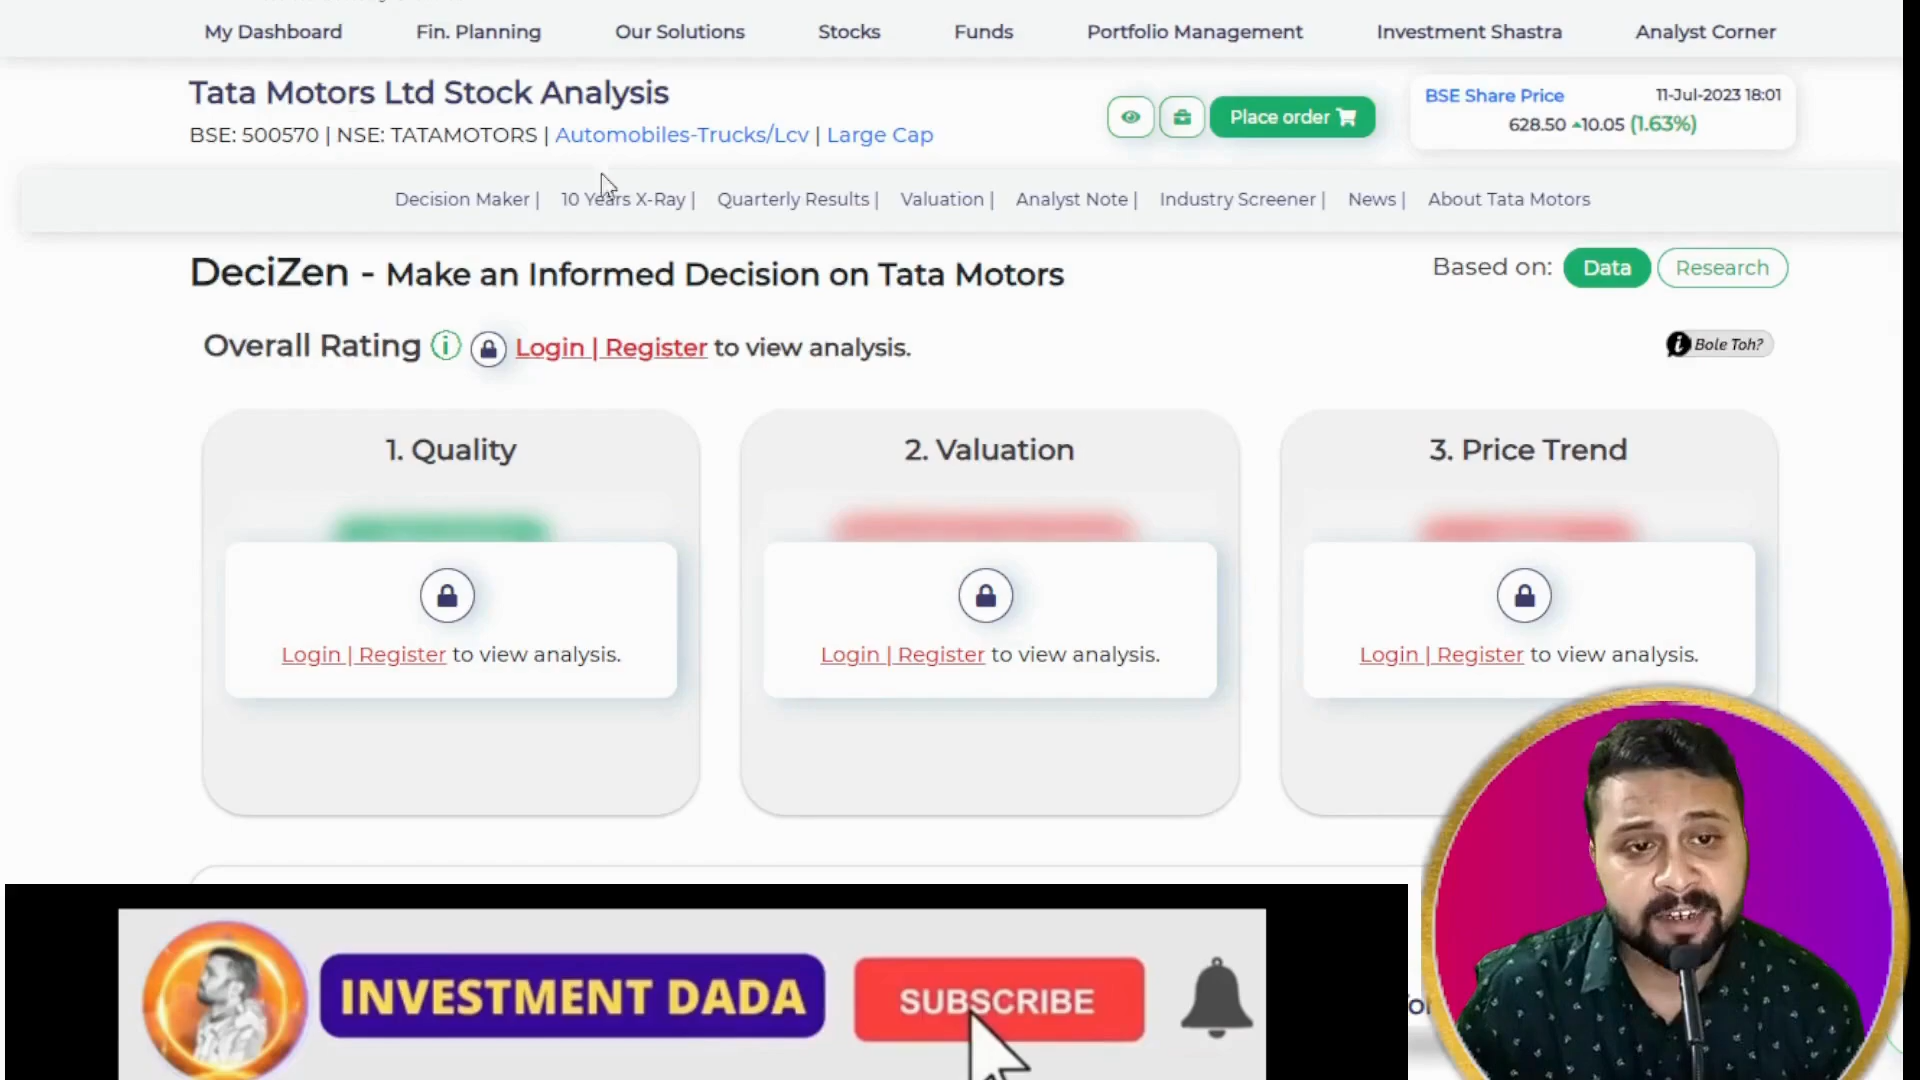 My Dashboard Fin. Planning Our Solutions Stocks Funds Portfolio Management Investment Shastra Analyst Corner
Tata Motors Ltd Stock Analysis
BSE: 500570 | NSE: TATAMOTORS | Automobiles-Trucks/Lcv | Large Cap
Place order
BSE Share Price 11-Jul-2023 18:01
628.50 10.05 (1.63%)
Decision Maker | 10 Years X-Ray | Quarterly Results | Valuation | Analyst Note | Industry Screener | News | About Tata Motors
DeciZen - Make an Informed Decision on Tata Motors
Based on: Data Research
Overall Rating i Login | Register to view analysis.
i Bole Toh?
1. Quality
Login | Register to view analysis.
2. Valuation
Login | Register to view analysis.
3. Price Trend
Login | Register to view analysis.
INVESTMENT DADA
SUBSCRIBE